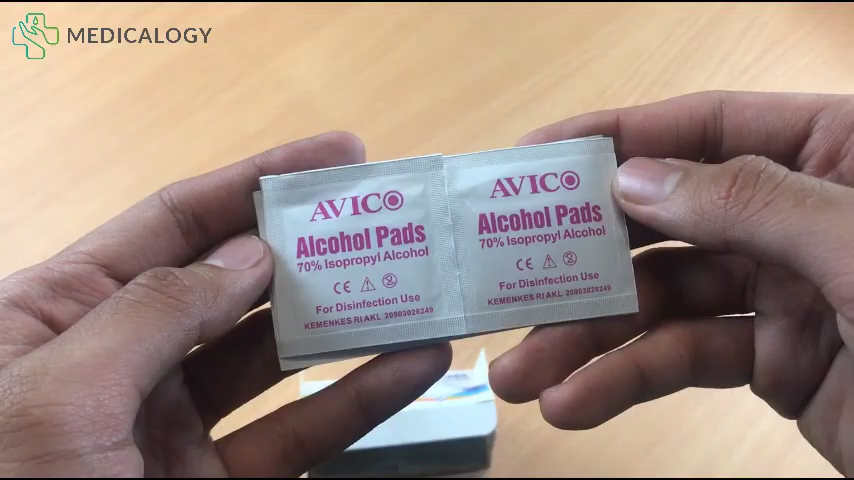 MEDICALOGY
AVICO
Alcohol Pads
70% Isopropyl Alcohol
CE
For Disinfection Use
KEMENKES RI AKL 20903028249
AVICO
Alcohol Pads
70% Isopropyl Alcohol
CE
For Disinfection Use
KEMENKES RI AKL 20903028249